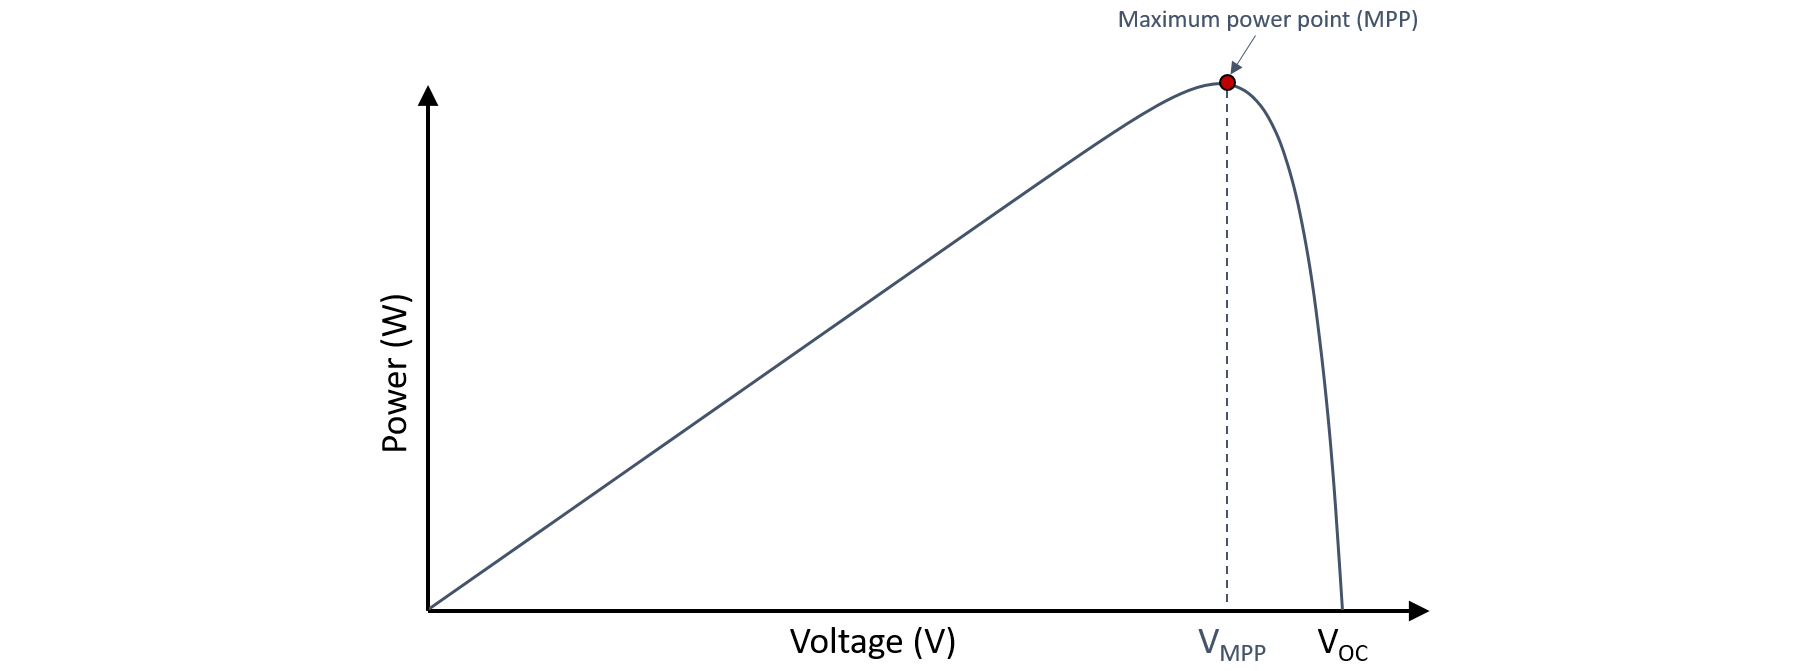 Maximum power point (MPP)
Power (W)
Voltage (V)
VMPP
VOC